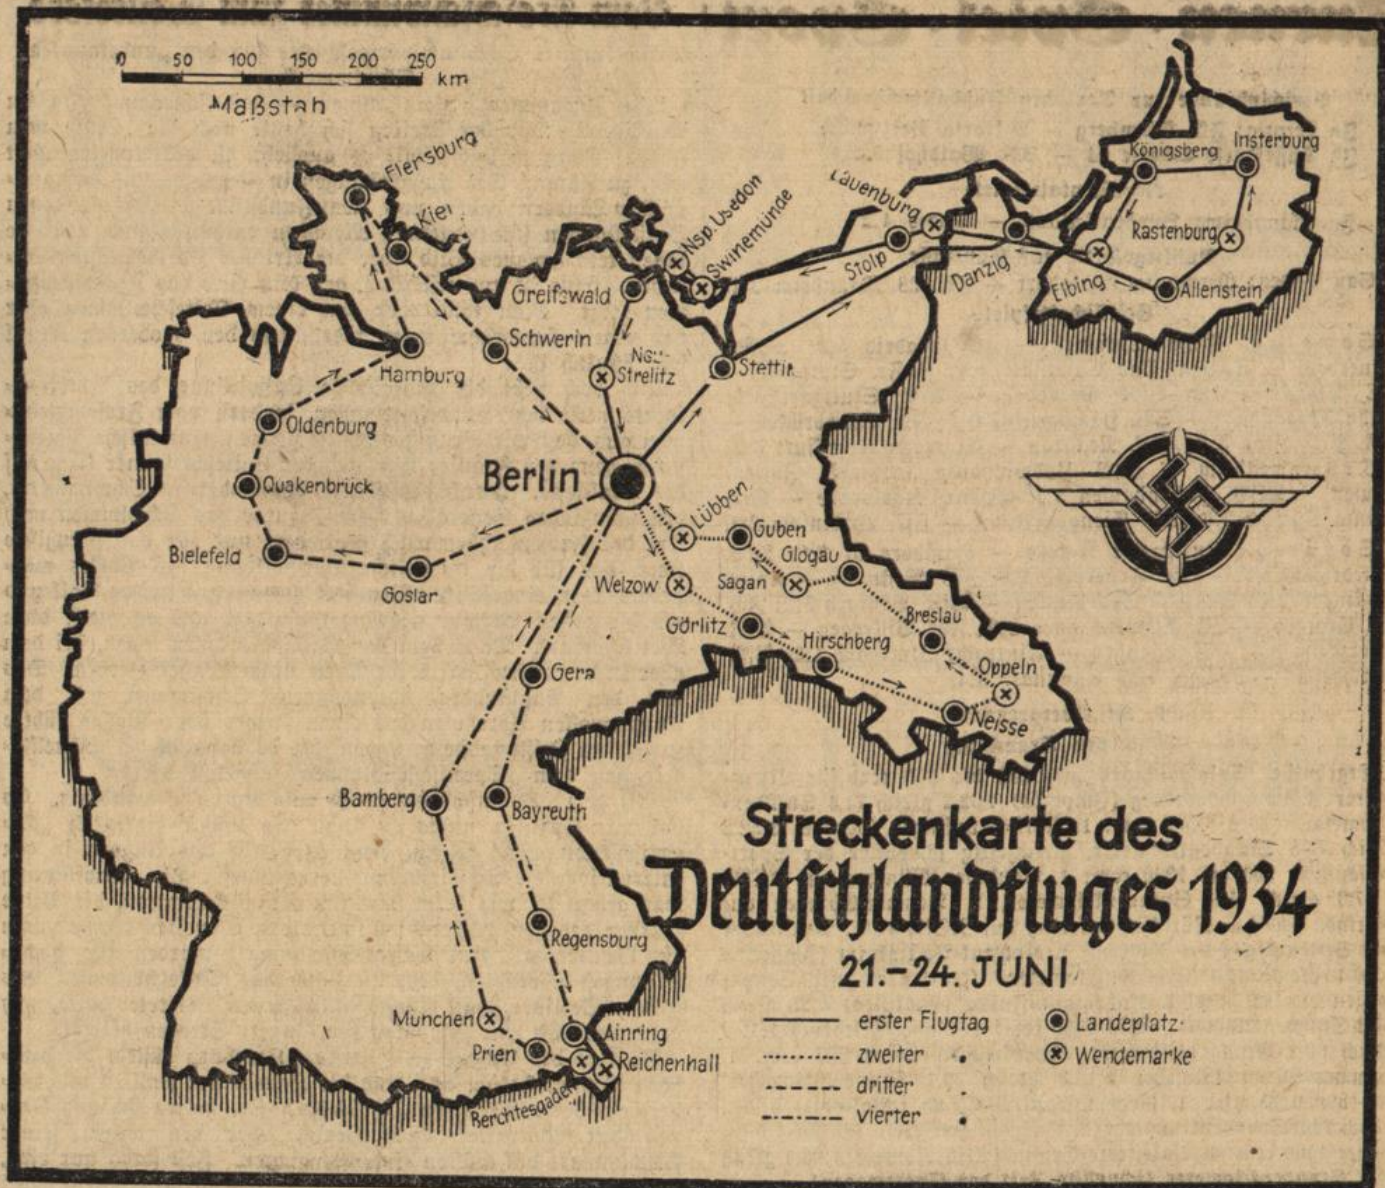 0 50 100 150 200 250 km
Maßstab
Flensburg
Kiel
Hamburg
Schwerin
Greifswald
Nsp. Usedon
Swinemünde
Neu-
Strelitz
Stettin
Stolp
Lauenburg
Danzig
Elbing
Königsberg
Insterburg
Rastenburg
Allenstein
Oldenburg
Quakenbrück
Bielefeld
Goslar
Berlin
Lübben
Guben
Glogau
Welzow
Sagan
Görlitz
Hirschberg
Breslau
Oppeln
Neisse
Gera
Bamberg
Bayreuth
Regensburg
München
Prien
Ainring
Reichenhall
Berchtesgaden
Streckenkarte des
Deutschlandfluges 1934
21.-24. JUNI
erster Flugtag
zweiter "
dritter "
vierter "
Landeplatz
Wendemarke